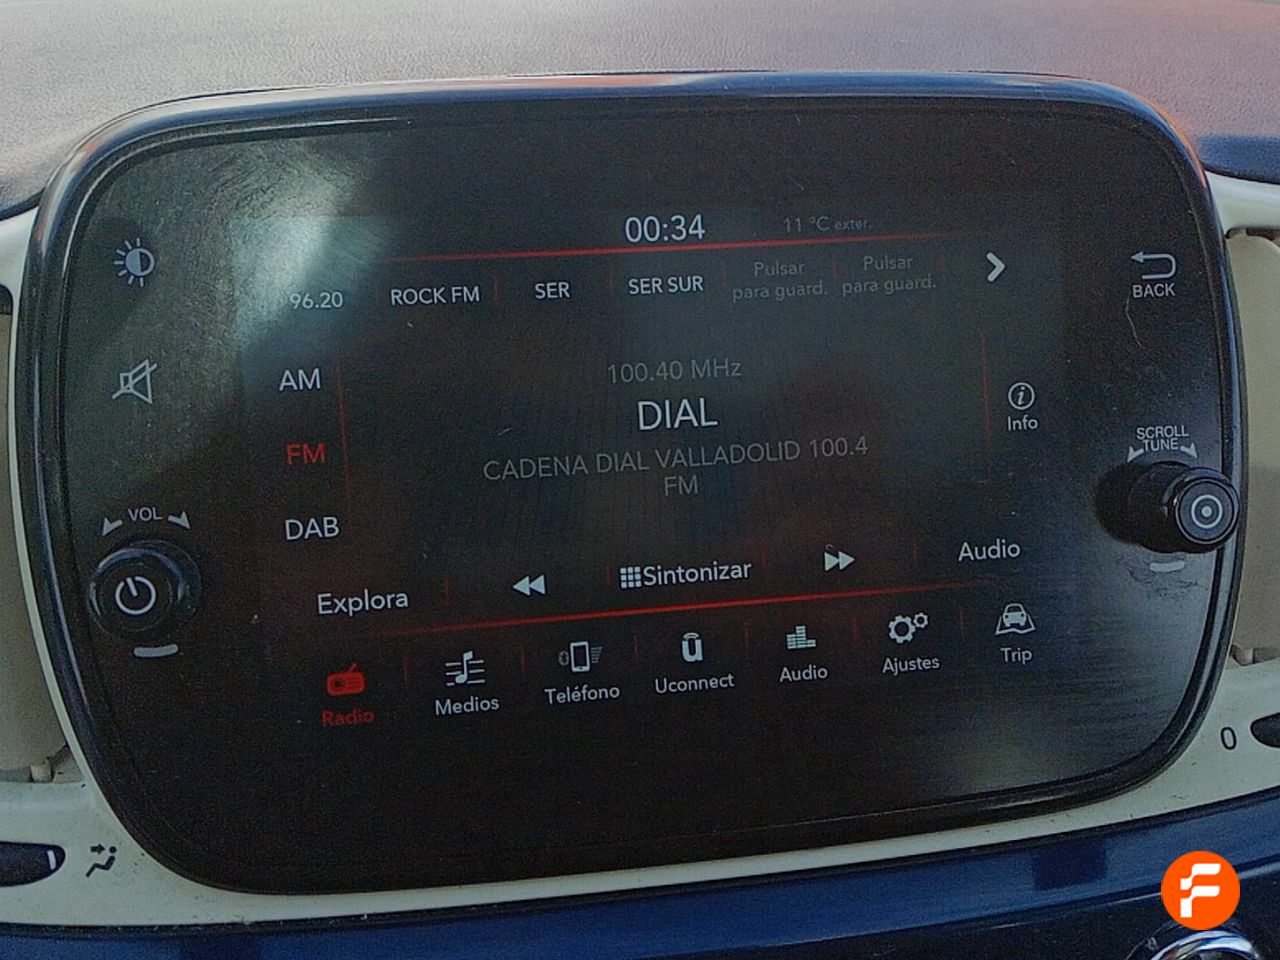 00:34
11 °C exter.
96.20
ROCK FM
SER
SER SUR
Pulsar
para guard.
Pulsar
para guard.
BACK
AM
FM
DAB
100.40 MHz
DIAL
CADENA DIAL VALLADOLID 100.4
FM
Info
SCROLL
TUNE
VOL
Explora
Sintonizar
Audio
Radio
Medios
Teléfono
Uconnect
Audio
Ajustes
Trip
0